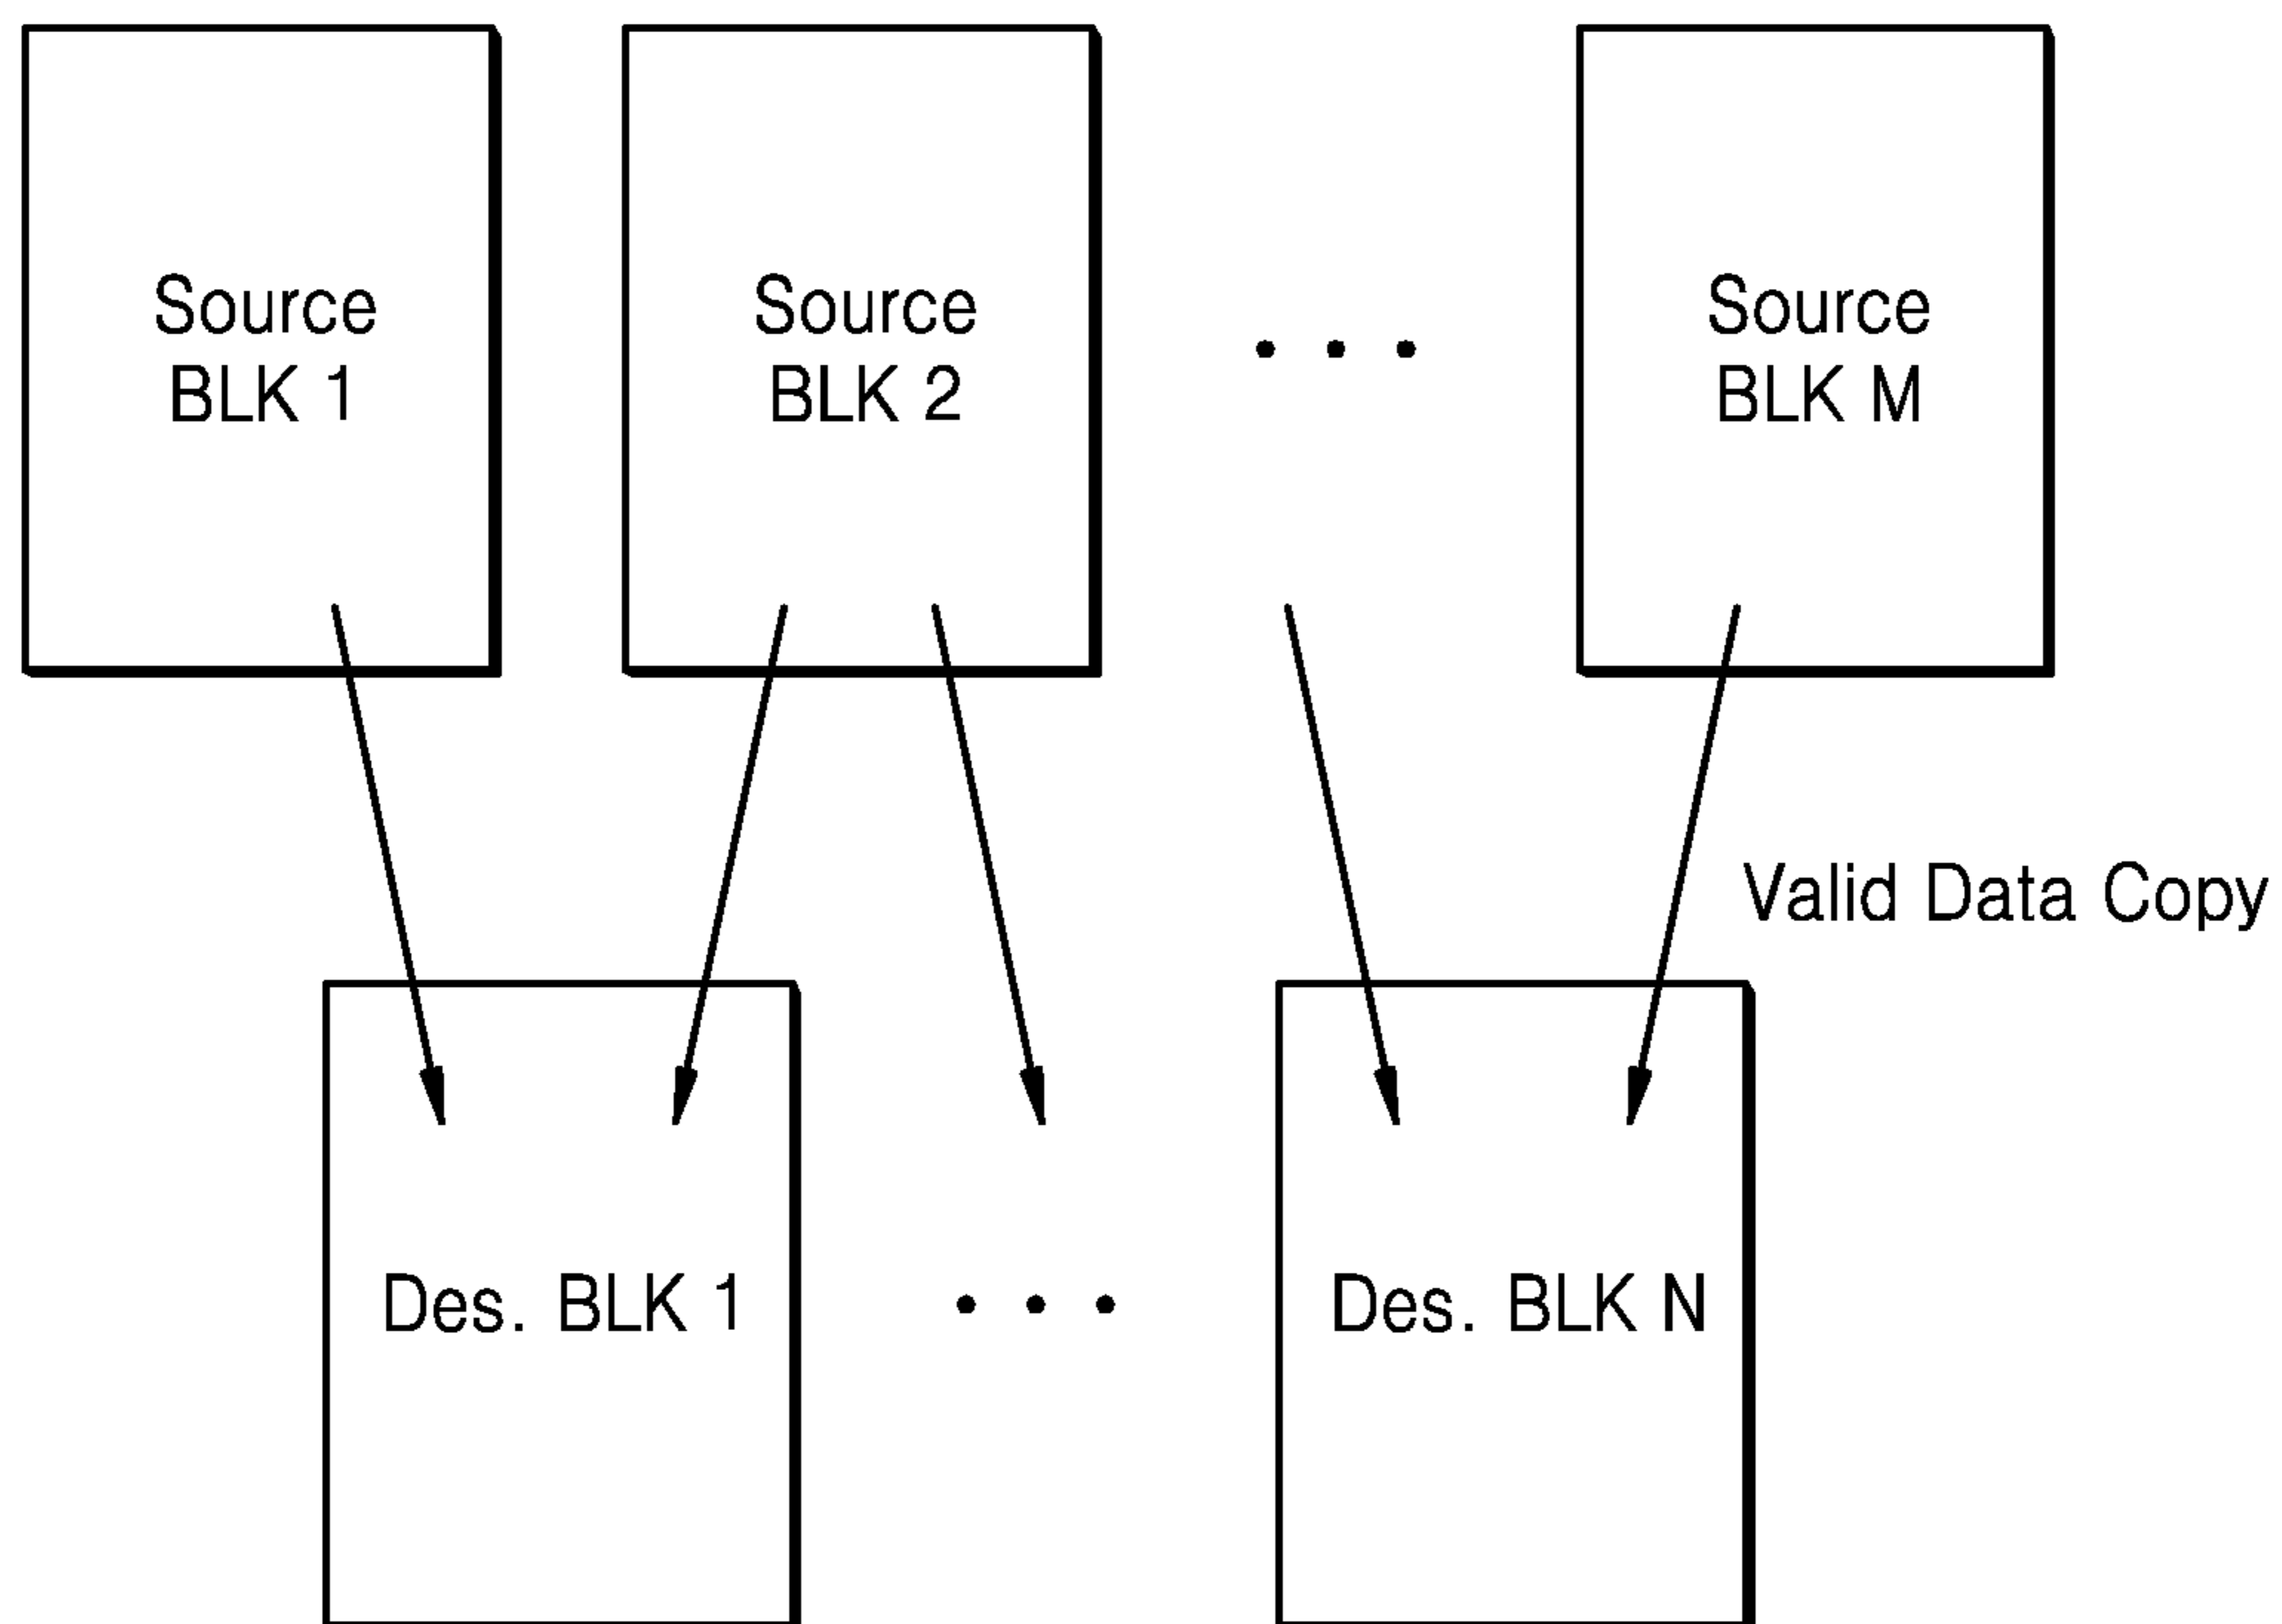 Source
BLK 1
Source
BLK 2
. . .
Source
BLK M
Valid Data Copy
Des. BLK 1
. . .
Des. BLK N